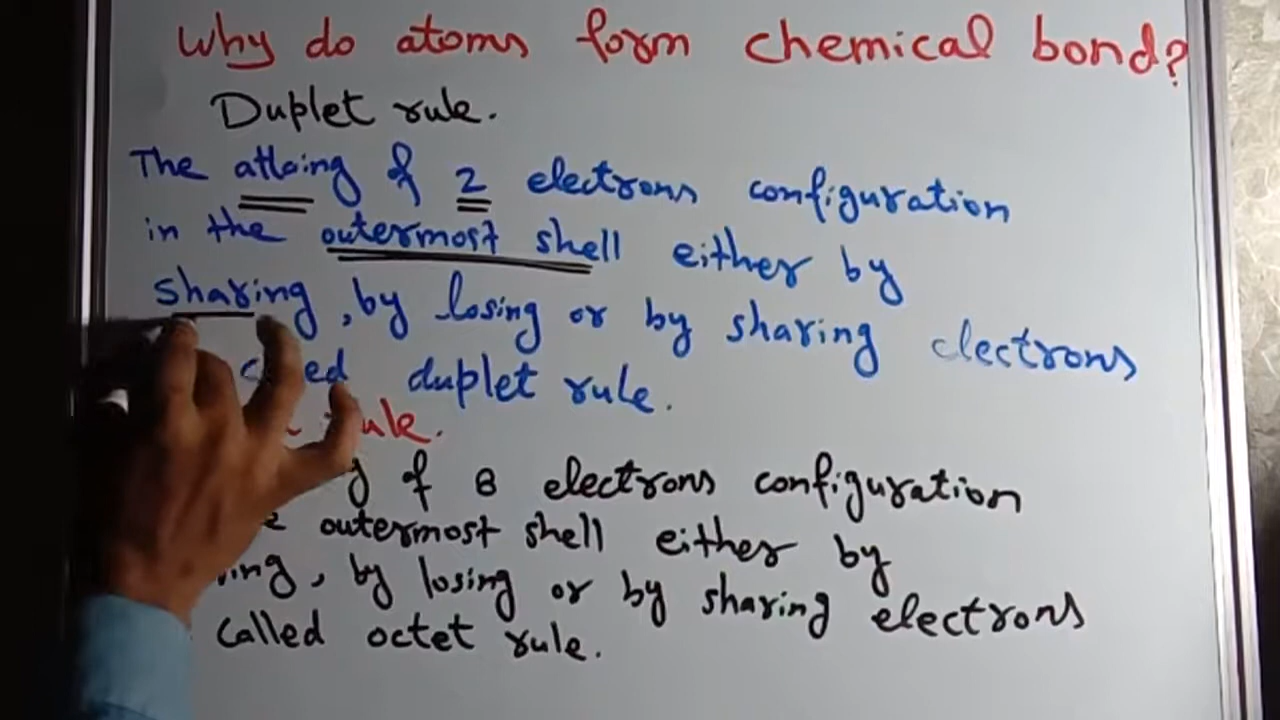 Why do atoms form chemical bond?
Duplet rule.
The attaing of 2 electrons configuration
in the outermost shell either by
sharing, by losing or by sharing electrons
duplet rule.
rule.
of 8 electrons configuration
outermost shell either by
by losing or by sharing electrons
called octet rule.